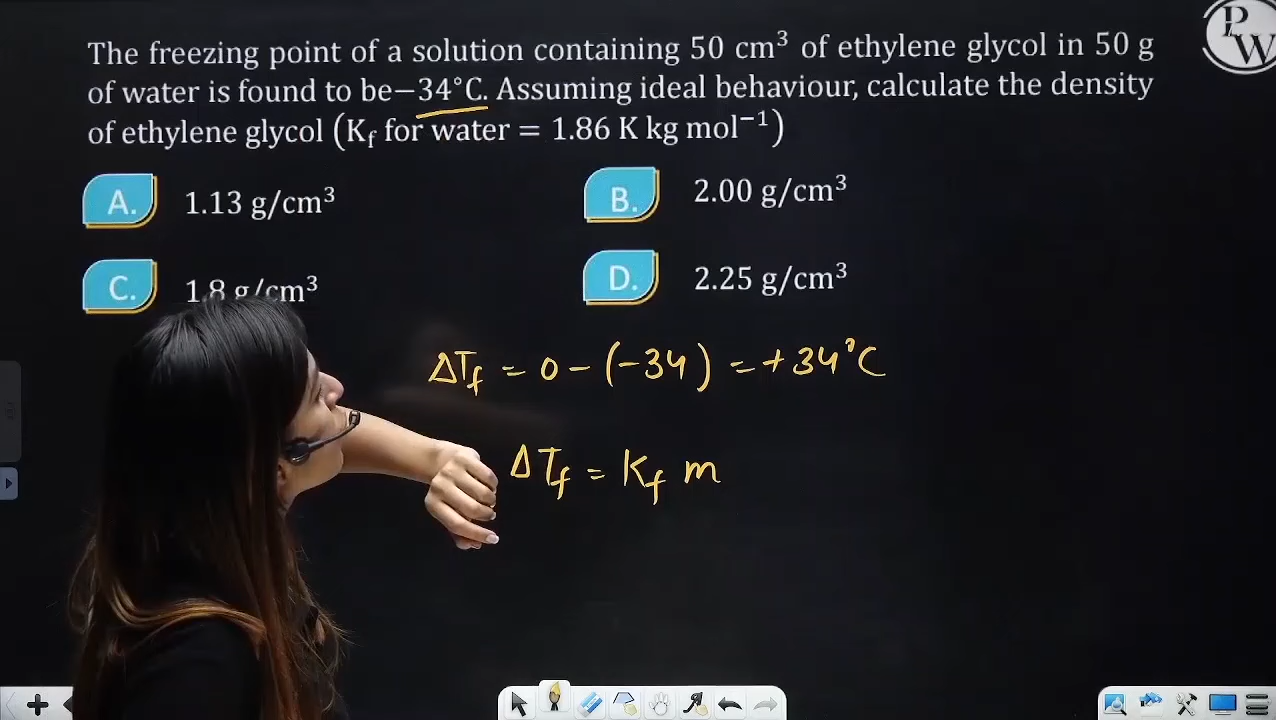 The freezing point of a solution containing 50 cm³ of ethylene glycol in 50 g
of water is found to be−34°C. Assuming ideal behaviour, calculate the density
of ethylene glycol (K_f for water = 1.86 K kg mol⁻¹)
A. 1.13 g/cm³
B. 2.00 g/cm³
C. 1.8 g/cm³
D. 2.25 g/cm³
ΔT_f = 0 − (−34) = +34°C
ΔT_f = K_f m
PW